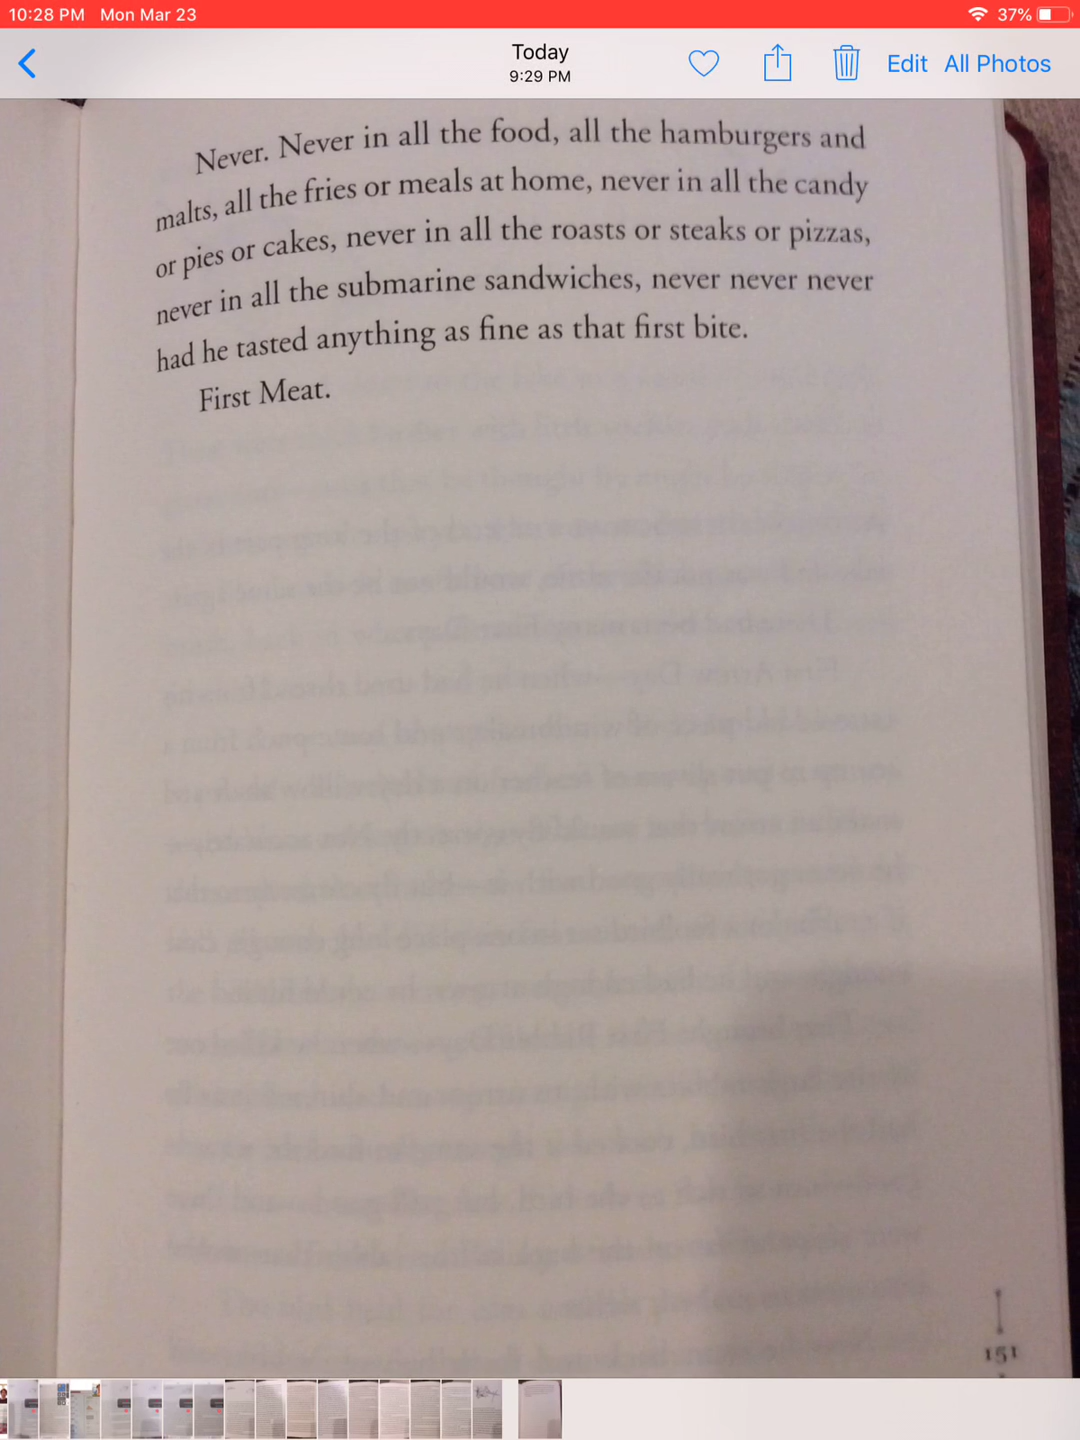 10:28 PM Mon Mar 23
37%
Today
9:29 PM
Edit All Photos
Never. Never in all the food, all the hamburgers and
malts, all the fries or meals at home, never in all the candy
or pies or cakes, never in all the roasts or steaks or pizzas,
never in all the submarine sandwiches, never never never
had he tasted anything as fine as that first bite.
First Meat.
151